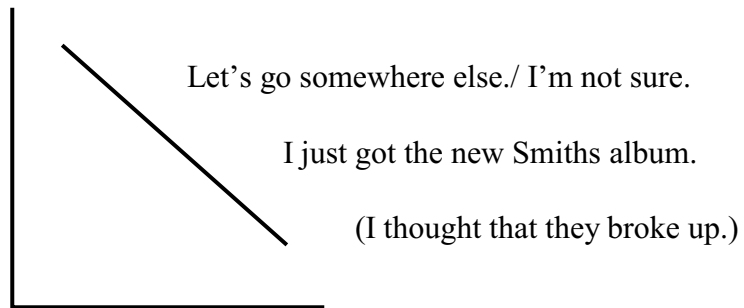 Let’s go somewhere else./ I’m not sure.
I just got the new Smiths album.
(I thought that they broke up.)